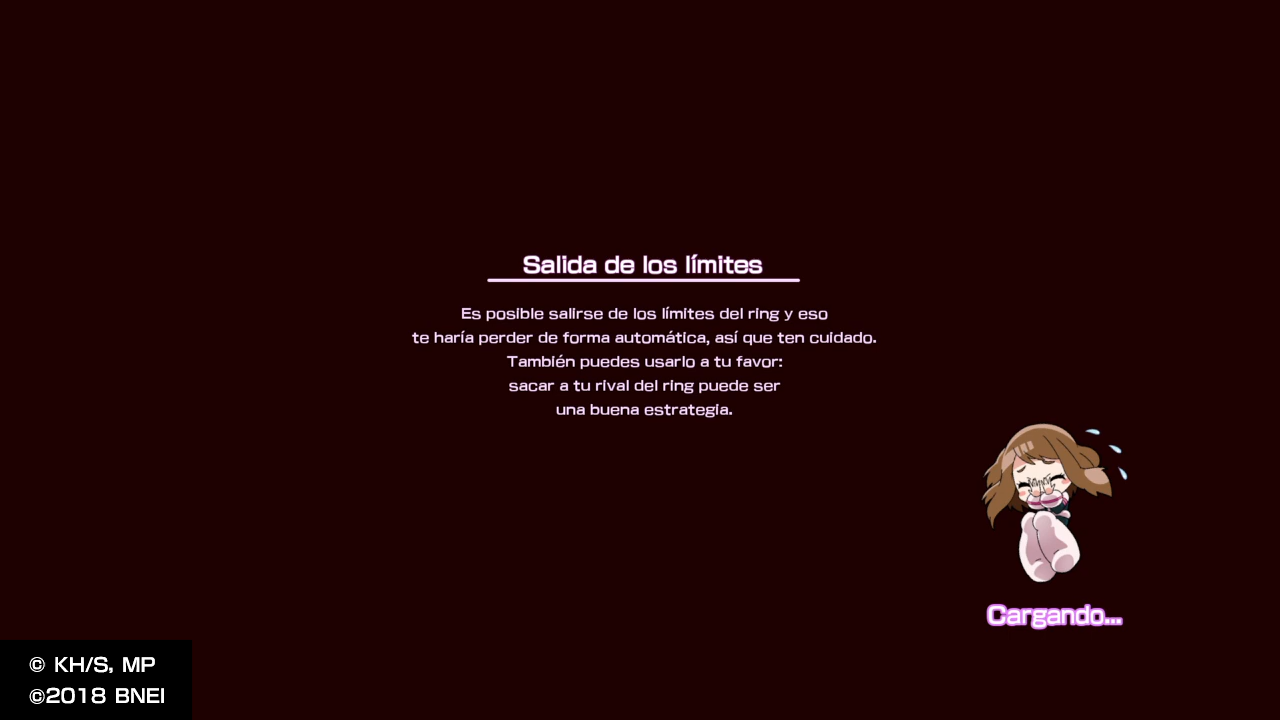 Salida de los límites
Es posible salirse de los límites del ring y eso
te haría perder de forma automática, así que ten cuidado.
También puedes usarlo a tu favor:
sacar a tu rival del ring puede ser
una buena estrategia.
Cargando...
© KH/S, MP
©2018 BNEI